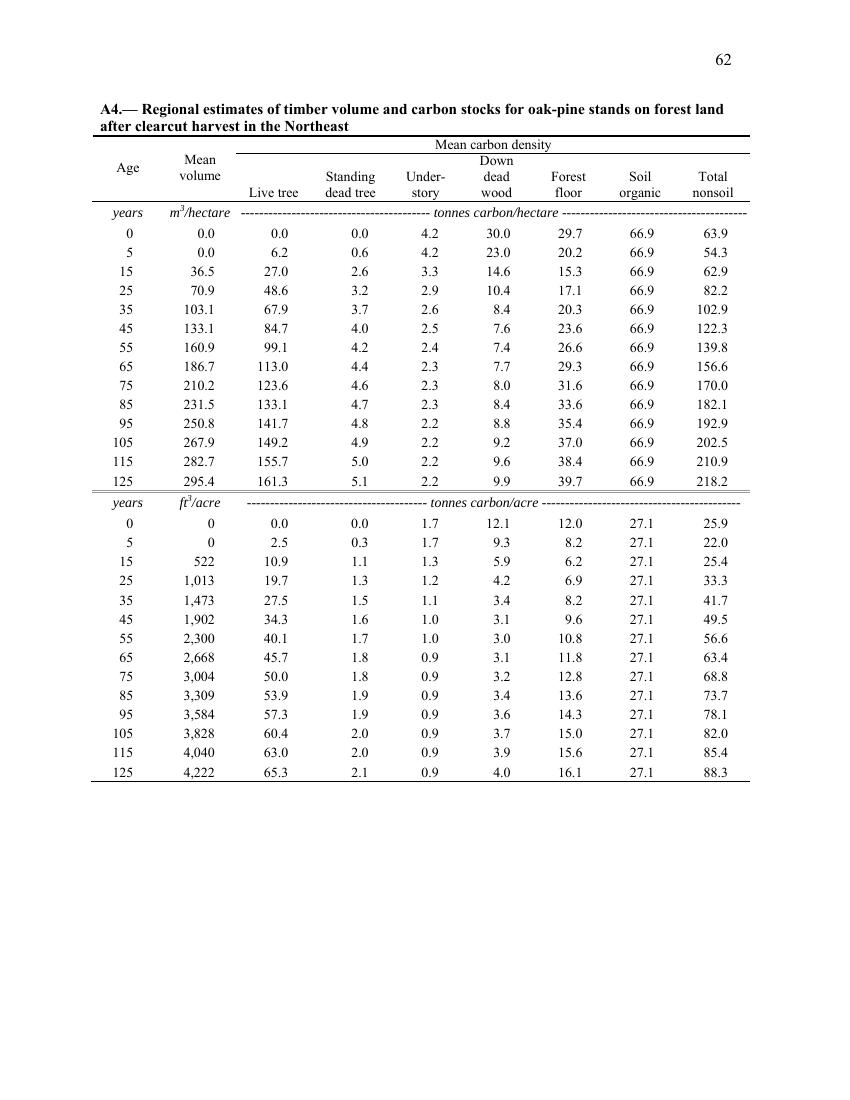 62
A4.— Regional estimates of timber volume and carbon stocks for oak-pine stands on forest land
after clearcut harvest in the Northeast
Mean carbon density
Age Mean volume Live tree Standing dead tree Under-story Down dead wood Forest floor Soil organic Total nonsoil
years m³/hectare ----------------------------------------- tonnes carbon/hectare ----------------------------------------
0 0.0 0.0 0.0 4.2 30.0 29.7 66.9 63.9
5 0.0 6.2 0.6 4.2 23.0 20.2 66.9 54.3
15 36.5 27.0 2.6 3.3 14.6 15.3 66.9 62.9
25 70.9 48.6 3.2 2.9 10.4 17.1 66.9 82.2
35 103.1 67.9 3.7 2.6 8.4 20.3 66.9 102.9
45 133.1 84.7 4.0 2.5 7.6 23.6 66.9 122.3
55 160.9 99.1 4.2 2.4 7.4 26.6 66.9 139.8
65 186.7 113.0 4.4 2.3 7.7 29.3 66.9 156.6
75 210.2 123.6 4.6 2.3 8.0 31.6 66.9 170.0
85 231.5 133.1 4.7 2.3 8.4 33.6 66.9 182.1
95 250.8 141.7 4.8 2.2 8.8 35.4 66.9 192.9
105 267.9 149.2 4.9 2.2 9.2 37.0 66.9 202.5
115 282.7 155.7 5.0 2.2 9.6 38.4 66.9 210.9
125 295.4 161.3 5.1 2.2 9.9 39.7 66.9 218.2
years ft³/acre --------------------------------------- tonnes carbon/acre -------------------------------------------
0 0 0.0 0.0 1.7 12.1 12.0 27.1 25.9
5 0 2.5 0.3 1.7 9.3 8.2 27.1 22.0
15 522 10.9 1.1 1.3 5.9 6.2 27.1 25.4
25 1,013 19.7 1.3 1.2 4.2 6.9 27.1 33.3
35 1,473 27.5 1.5 1.1 3.4 8.2 27.1 41.7
45 1,902 34.3 1.6 1.0 3.1 9.6 27.1 49.5
55 2,300 40.1 1.7 1.0 3.0 10.8 27.1 56.6
65 2,668 45.7 1.8 0.9 3.1 11.8 27.1 63.4
75 3,004 50.0 1.8 0.9 3.2 12.8 27.1 68.8
85 3,309 53.9 1.9 0.9 3.4 13.6 27.1 73.7
95 3,584 57.3 1.9 0.9 3.6 14.3 27.1 78.1
105 3,828 60.4 2.0 0.9 3.7 15.0 27.1 82.0
115 4,040 63.0 2.0 0.9 3.9 15.6 27.1 85.4
125 4,222 65.3 2.1 0.9 4.0 16.1 27.1 88.3